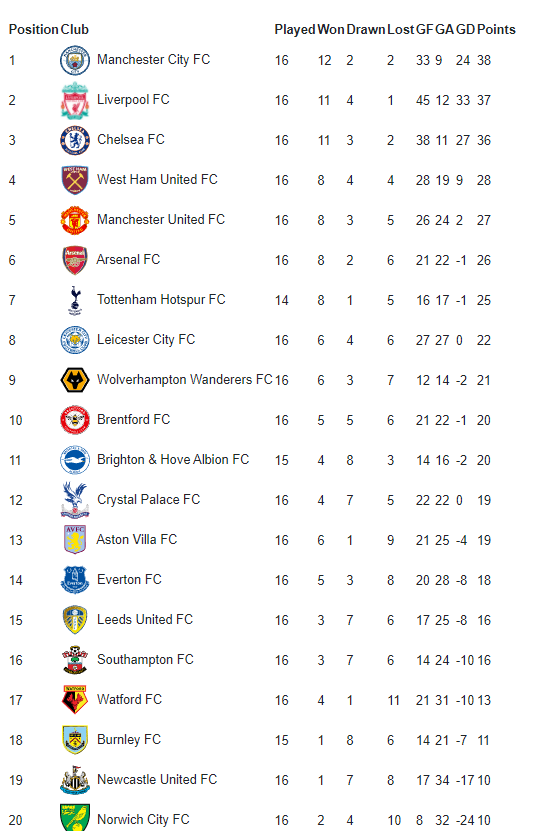 Position Club Played Won Drawn Lost GF GA GD Points
1 Manchester City FC 16 12 2 2 33 9 24 38
2 Liverpool FC 16 11 4 1 45 12 33 37
3 Chelsea FC 16 11 3 2 38 11 27 36
4 West Ham United FC 16 8 4 4 28 19 9 28
5 Manchester United FC 16 8 3 5 26 24 2 27
6 Arsenal FC 16 8 2 6 21 22 -1 26
7 Tottenham Hotspur FC 14 8 1 5 16 17 -1 25
8 Leicester City FC 16 6 4 6 27 27 0 22
9 Wolverhampton Wanderers FC 16 6 3 7 12 14 -2 21
10 Brentford FC 16 5 5 6 21 22 -1 20
11 Brighton & Hove Albion FC 15 4 8 3 14 16 -2 20
12 Crystal Palace FC 16 4 7 5 22 22 0 19
13 Aston Villa FC 16 6 1 9 21 25 -4 19
14 Everton FC 16 5 3 8 20 28 -8 18
15 Leeds United FC 16 3 7 6 17 25 -8 16
16 Southampton FC 16 3 7 6 14 24 -10 16
17 Watford FC 16 4 1 11 21 31 -10 13
18 Burnley FC 15 1 8 6 14 21 -7 11
19 Newcastle United FC 16 1 7 8 17 34 -17 10
20 Norwich City FC 16 2 4 10 8 32 -24 10